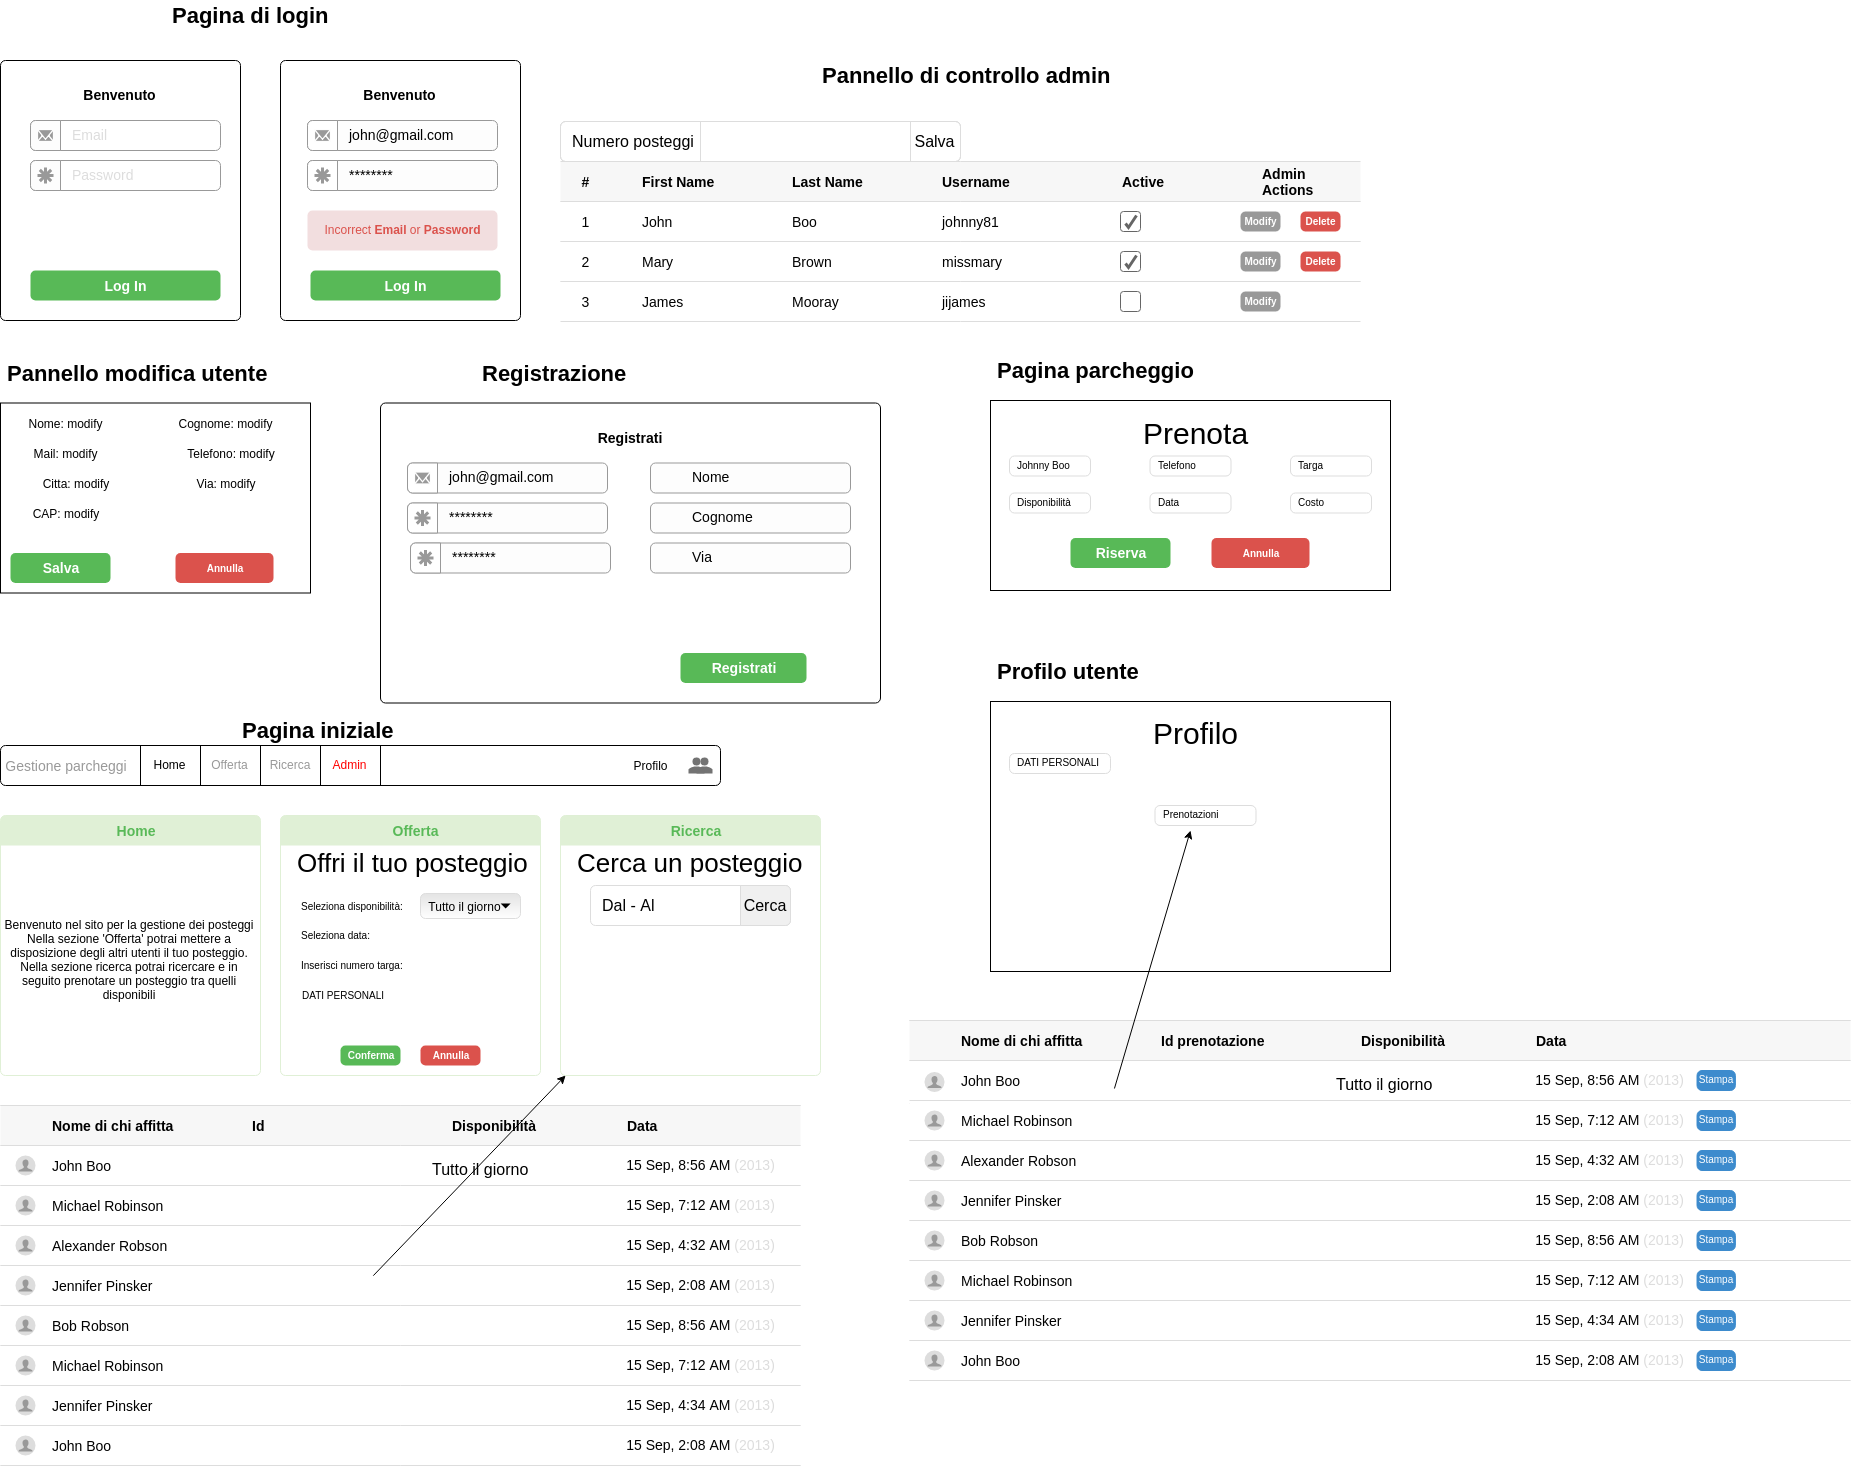 Pagina di login
Benvenuto
Email
Password
Log In
Benvenuto
john@gmail.com
********
Incorrect Email or Password
Log In
Pannello di controllo admin
Numero posteggi Salva
# First Name Last Name Username Active Admin
Actions
1 John Boo johnny81 Modify Delete
2 Mary Brown missmary Modify Delete
3 James Mooray jijames Modify
Pannello modifica utente
Nome: modify Cognome: modify
Mail: modify Telefono: modify
Citta: modify Via: modify
CAP: modify
Salva Annulla
Registrazione
Registrati
john@gmail.com Nome
******** Cognome
******** Via
Registrati
Pagina parcheggio
Prenota
Johnny Boo Telefono Targa
Disponibilità Data Costo
Riserva Annulla
Profilo utente
Profilo
DATI PERSONALI
Prenotazioni
Pagina iniziale
Gestione parcheggi Home Offerta Ricerca Admin Profilo
Home
Benvenuto nel sito per la gestione dei posteggi
Nella sezione 'Offerta' potrai mettere a
disposizione degli altri utenti il tuo posteggio.
Nella sezione ricerca potrai ricercare e in
seguito prenotare un posteggio tra quelli
disponibili
Offerta
Offri il tuo posteggio
Seleziona disponibilità: Tutto il giorno
Seleziona data:
Inserisci numero targa:
DATI PERSONALI
Conferma Annulla
Ricerca
Cerca un posteggio
Dal - Al Cerca
Nome di chi affitta Id Disponibilità Data
John Boo Tutto il giorno 15 Sep, 8:56 AM (2013)
Michael Robinson 15 Sep, 7:12 AM (2013)
Alexander Robson 15 Sep, 4:32 AM (2013)
Jennifer Pinsker 15 Sep, 2:08 AM (2013)
Bob Robson 15 Sep, 8:56 AM (2013)
Michael Robinson 15 Sep, 7:12 AM (2013)
Jennifer Pinsker 15 Sep, 4:34 AM (2013)
John Boo 15 Sep, 2:08 AM (2013)
Nome di chi affitta Id prenotazione Disponibilità Data
John Boo Tutto il giorno 15 Sep, 8:56 AM (2013) Stampa
Michael Robinson 15 Sep, 7:12 AM (2013) Stampa
Alexander Robson 15 Sep, 4:32 AM (2013) Stampa
Jennifer Pinsker 15 Sep, 2:08 AM (2013) Stampa
Bob Robson 15 Sep, 8:56 AM (2013) Stampa
Michael Robinson 15 Sep, 7:12 AM (2013) Stampa
Jennifer Pinsker 15 Sep, 4:34 AM (2013) Stampa
John Boo 15 Sep, 2:08 AM (2013) Stampa